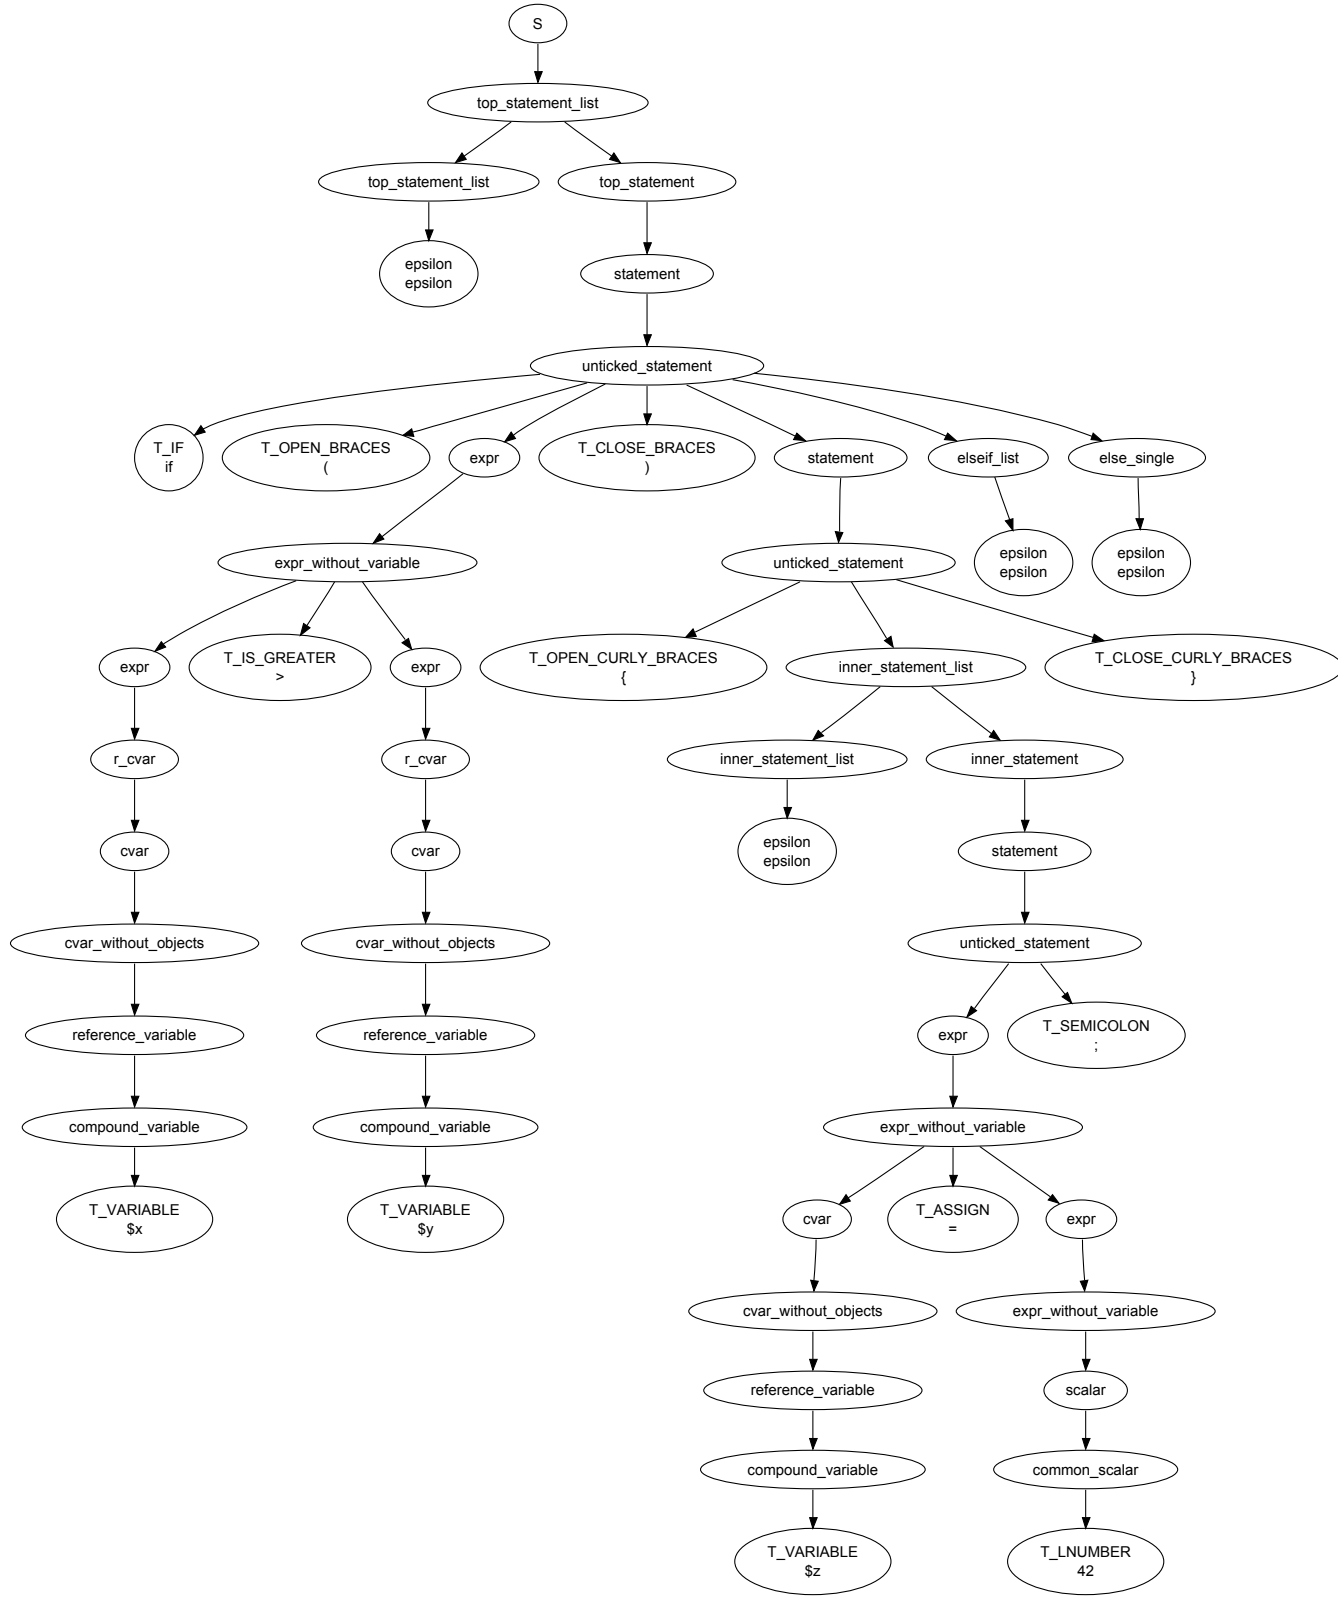 S
top_statement_list
top_statement_list
top_statement
epsilon
epsilon
statement
unticked_statement
T_IF
if
T_OPEN_BRACES
(
expr
T_CLOSE_BRACES
)
statement
elseif_list
else_single
expr_without_variable
unticked_statement
epsilon
epsilon
epsilon
epsilon
expr
T_IS_GREATER
>
expr
T_OPEN_CURLY_BRACES
{
inner_statement_list
T_CLOSE_CURLY_BRACES
}
r_cvar
r_cvar
inner_statement_list
inner_statement
cvar
cvar
epsilon
epsilon
statement
cvar_without_objects
cvar_without_objects
unticked_statement
reference_variable
reference_variable
expr
T_SEMICOLON
;
compound_variable
compound_variable
expr_without_variable
T_VARIABLE
$x
T_VARIABLE
$y
cvar
T_ASSIGN
=
expr
cvar_without_objects
expr_without_variable
reference_variable
scalar
compound_variable
common_scalar
T_VARIABLE
$z
T_LNUMBER
42